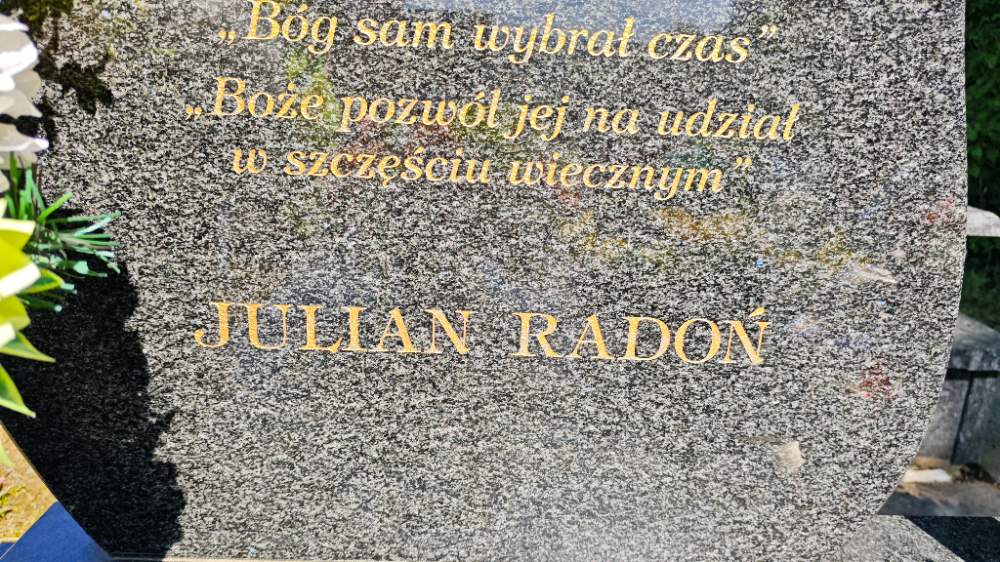 „Bóg sam wybrał czas”
„Boże pozwól jej na udział
w szczęściu wiecznym”
JULIAN RADOŃ